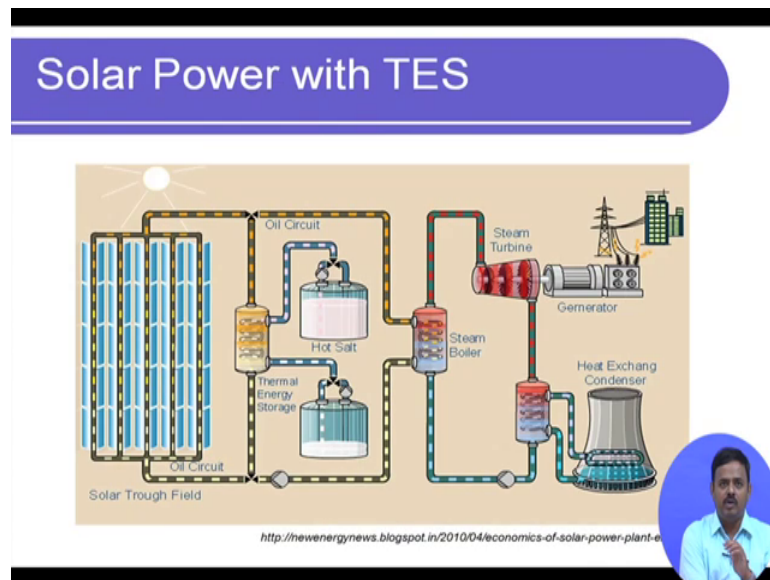 Solar Power with TES
Oil Circuit
Steam
Turbine
Gernerator
Hot Salt
Steam
Boiler
Thermal
Energy
Storage
Heat Exchang
Condenser
Oil Circuit
Solar Trough Field
http://newenergynews.blogspot.in/2010/04/economics-of-solar-power-plant-e